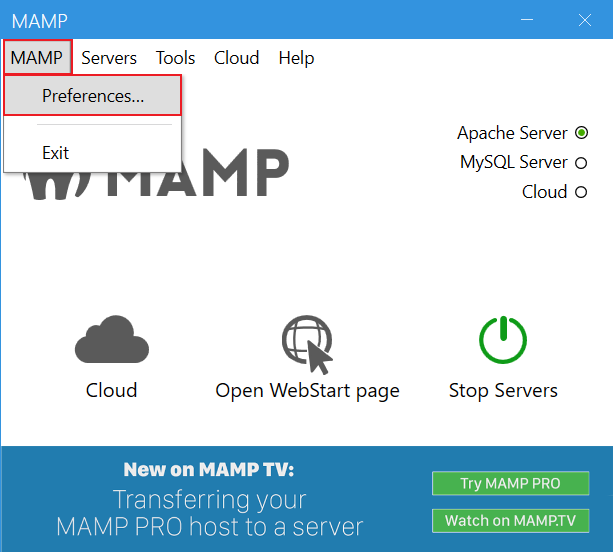 MAMP
MAMP Servers Tools Cloud Help
Preferences...
Exit
Apache Server
MySQL Server
Cloud
MAMP
Cloud
Open WebStart page
Stop Servers
New on MAMP TV:
Transferring your
MAMP PRO host to a server
Try MAMP PRO
Watch on MAMP.TV